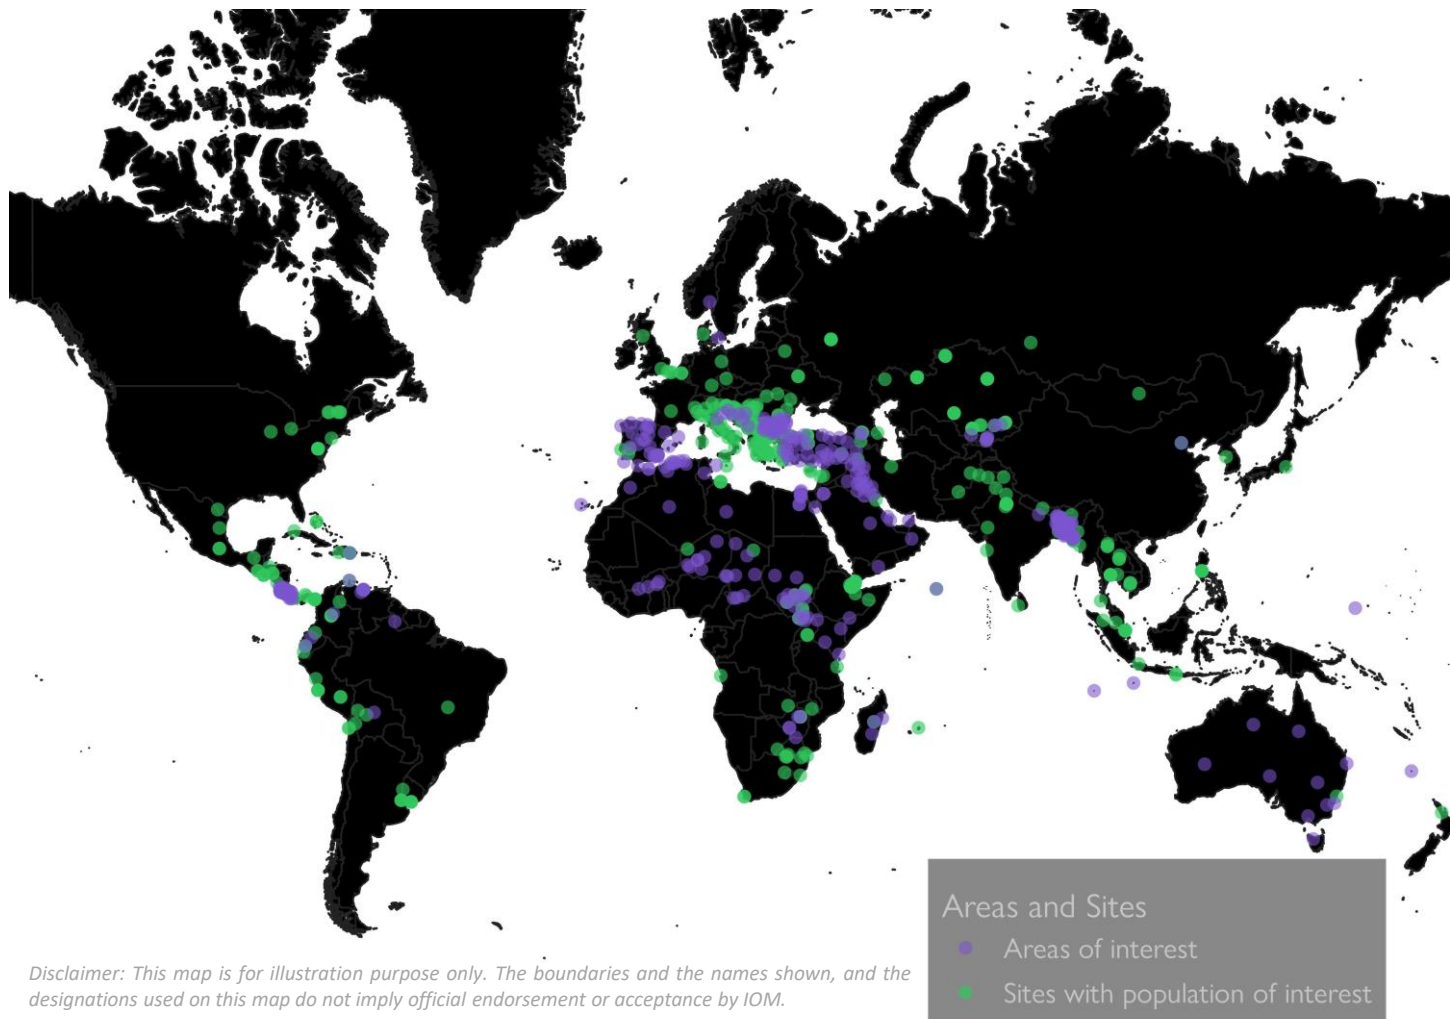 Areas and Sites
Areas of interest
Sites with population of interest
Disclaimer: This map is for illustration purpose only. The boundaries and the names shown, and the
designations used on this map do not imply official endorsement or acceptance by IOM.